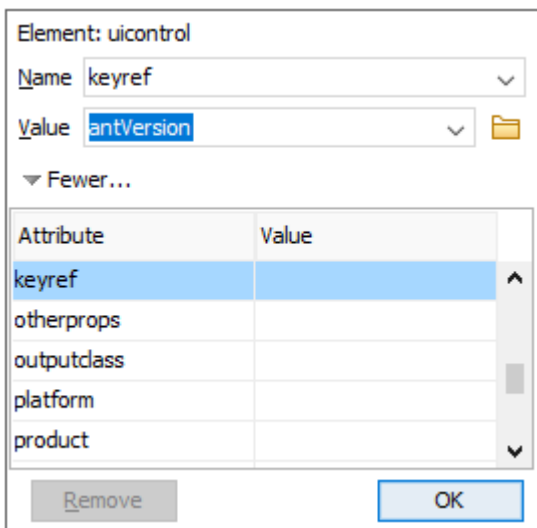 Element: uicontrol
Name keyref
Value antVersion
Fewer...
Attribute Value
keyref
otherprops
outputclass
platform
product
Remove OK